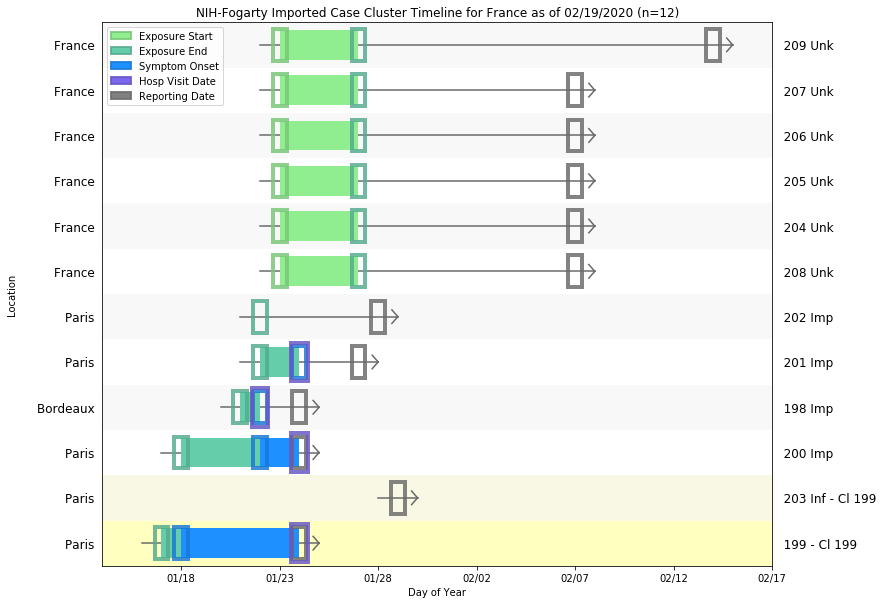 NIH-Fogarty Imported Case Cluster Timeline for France as of 02/19/2020 (n=12)
Exposure Start
Exposure End
Symptom Onset
Hosp Visit Date
Reporting Date
France 209 Unk
France 207 Unk
France 206 Unk
France 205 Unk
France 204 Unk
France 208 Unk
Paris 202 Imp
Paris 201 Imp
Bordeaux 198 Imp
Paris 200 Imp
Paris 203 Inf - Cl 199
Paris 199 - Cl 199
Location
01/18 01/23 01/28 02/02 02/07 02/12 02/17
Day of Year